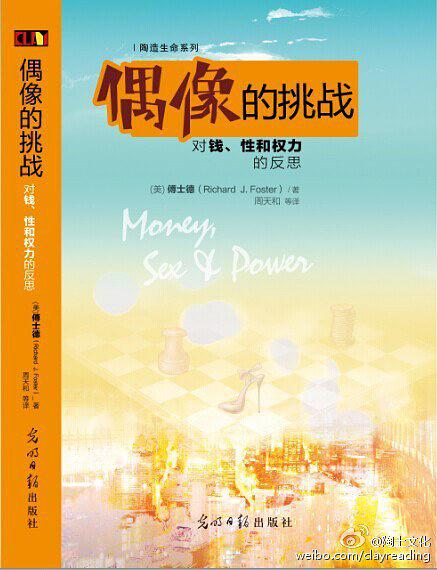 CLAY
偶像的挑战
对钱、性和权力的反思
(美)傅士德(Richard J. Foster)/著
周天和 等译
光明日报出版社
|陶造生命系列
偶像的挑战
对钱、性和权力
的反思
(美)傅士德(Richard J. Foster)/著
周天和 等译
Money,
Sex & Power
光明日报出版社
@陶土文化
weibo.com/clayreading